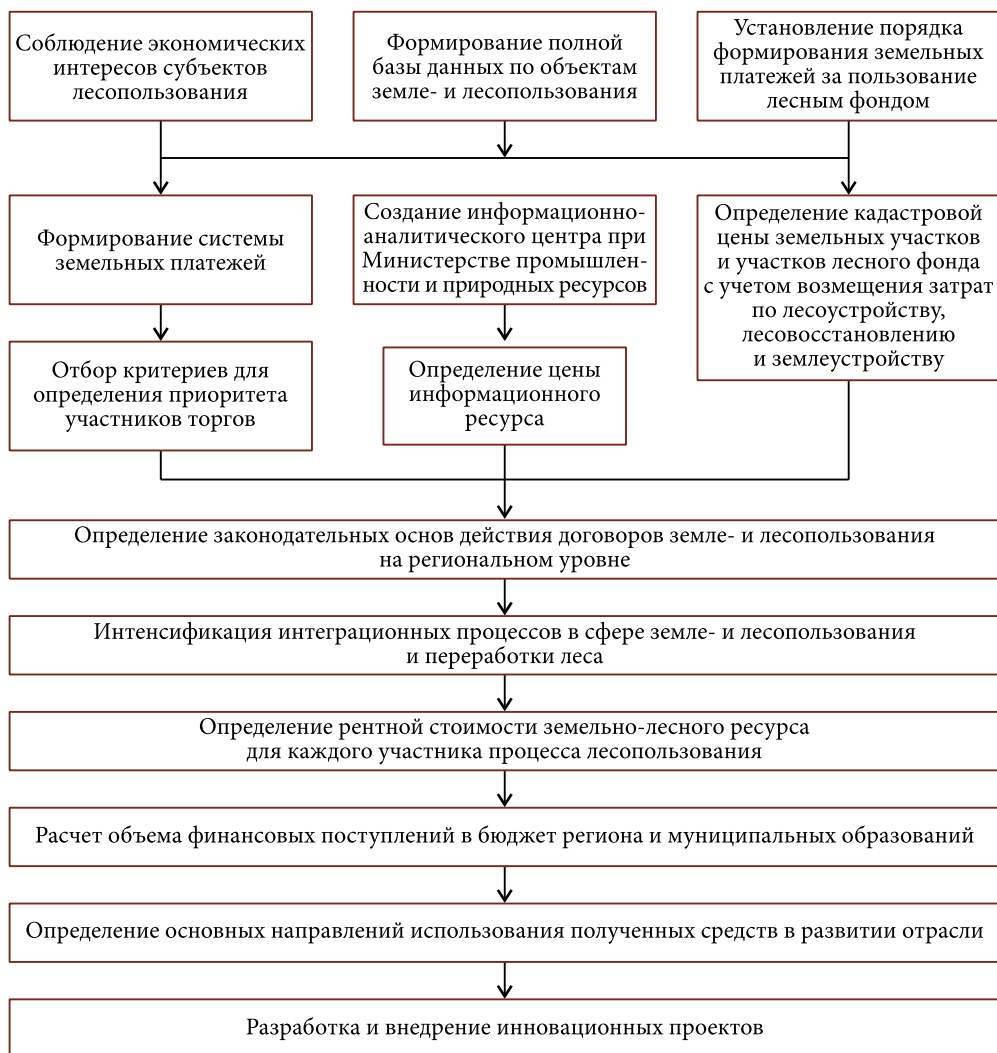 Соблюдение экономических
интересов субъектов
лесопользования
Формирование полной
базы данных по объектам
земле- и лесопользования
Установление порядка
формирования земельных
платежей за пользование
лесным фондом
Формирование системы
земельных платежей
Создание информационно-
аналитического центра при
Министерстве промышлен-
ности и природных ресурсов
Определение кадастровой
цены земельных участков
и участков лесного фонда
с учетом возмещения затрат
по лесоустройству,
лесовосстановлению
и землеустройству
Отбор критериев для
определения приоритета
участников торгов
Определение цены
информационного
ресурса
Определение законодательных основ действия договоров земле- и лесопользования
на региональном уровне
Интенсификация интеграционных процессов в сфере земле- и лесопользования
и переработки леса
Определение рентной стоимости земельно-лесного ресурса
для каждого участника процесса лесопользования
Расчет объема финансовых поступлений в бюджет региона и муниципальных образований
Определение основных направлений использования полученных средств в развитии отрасли
Разработка и внедрение инновационных проектов